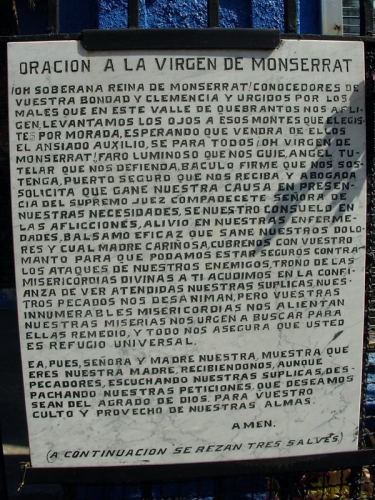 ORACION A LA VIRGEN DE MONSERRAT
¡OH SOBERANA REINA DE MONSERRAT! CONOCEDORES DE
VUESTRA BONDAD Y CLEMENCIA Y URGIDOS POR LOS
MALES QUE EN ESTE VALLE DE QUEBRANTOS NOS AFLI-
GEN, LEVANTAMOS LOS OJOS A ESOS MONTES QUE ELEGIS-
TES POR MORADA, ESPERANDO QUE VENDRA DE ELLOS
EL ANSIADO AUXILIO, SE PARA TODOS ¡OH VIRGEN DE
MONSERRAT! FARO LUMINOSO QUE NOS GUIE, ANGEL TU-
TELAR QUE NOS DEFIENDA, BACULO FIRME QUE NOS SOS-
TENGA, PUERTO SEGURO QUE NOS RECIBA, Y ABOGADA
SOLICITA QUE GANE NUESTRA CAUSA EN PRESEN-
CIA DEL SUPREMO JUEZ COMPADECETE SEÑORA DE
NUESTRAS NECESIDADES, SE NUESTRO CONSUELO EN
LAS AFLICCIONES, ALIVIO EN NUESTRAS ENFERME-
DADES, BALSAMO EFICAZ QUE SANE NUESTROS DOLO-
RES Y CUAL MADRE CARIÑOSA, CUBRENOS CON VUESTRO
MANTO PARA QUE PODAMOS ESTAR SEGUROS CONTRA
LOS ATAQUES DE NUESTROS ENEMIGOS, TRONO DE LAS
MISERICORDIAS DIVINAS A TI ACUDIMOS EN LA CONFI-
ANZA DE VER ATENDIDAS NUESTRAS SUPLICAS, NUES-
TROS PECADOS NOS DESANIMAN, PERO VUESTRAS
INNUMERABLES MISERICORDIAS NOS ALIENTAN
NUESTRAS MISERIAS NOS URGEN A BUSCAR PARA
ELLAS REMEDIO, Y TODO NOS ASEGURA QUE USTED
ES REFUGIO UNIVERSAL.
EA, PUES, SEÑORA Y MADRE NUESTRA, MUESTRA QUE
ERES NUESTRA MADRE, RECIBIENDONOS, AUNQUE
PECADORES, ESCUCHANDO NUESTRAS SUPLICAS, DES-
PACHANDO NUESTRAS PETICIONES, QUE DESEAMOS
SEAN DEL AGRADO DE DIOS, PARA VUESTRO
CULTO Y PROVECHO DE NUESTRAS ALMAS.
AMEN.
(A CONTINUACION SE REZAN TRES SALVES)